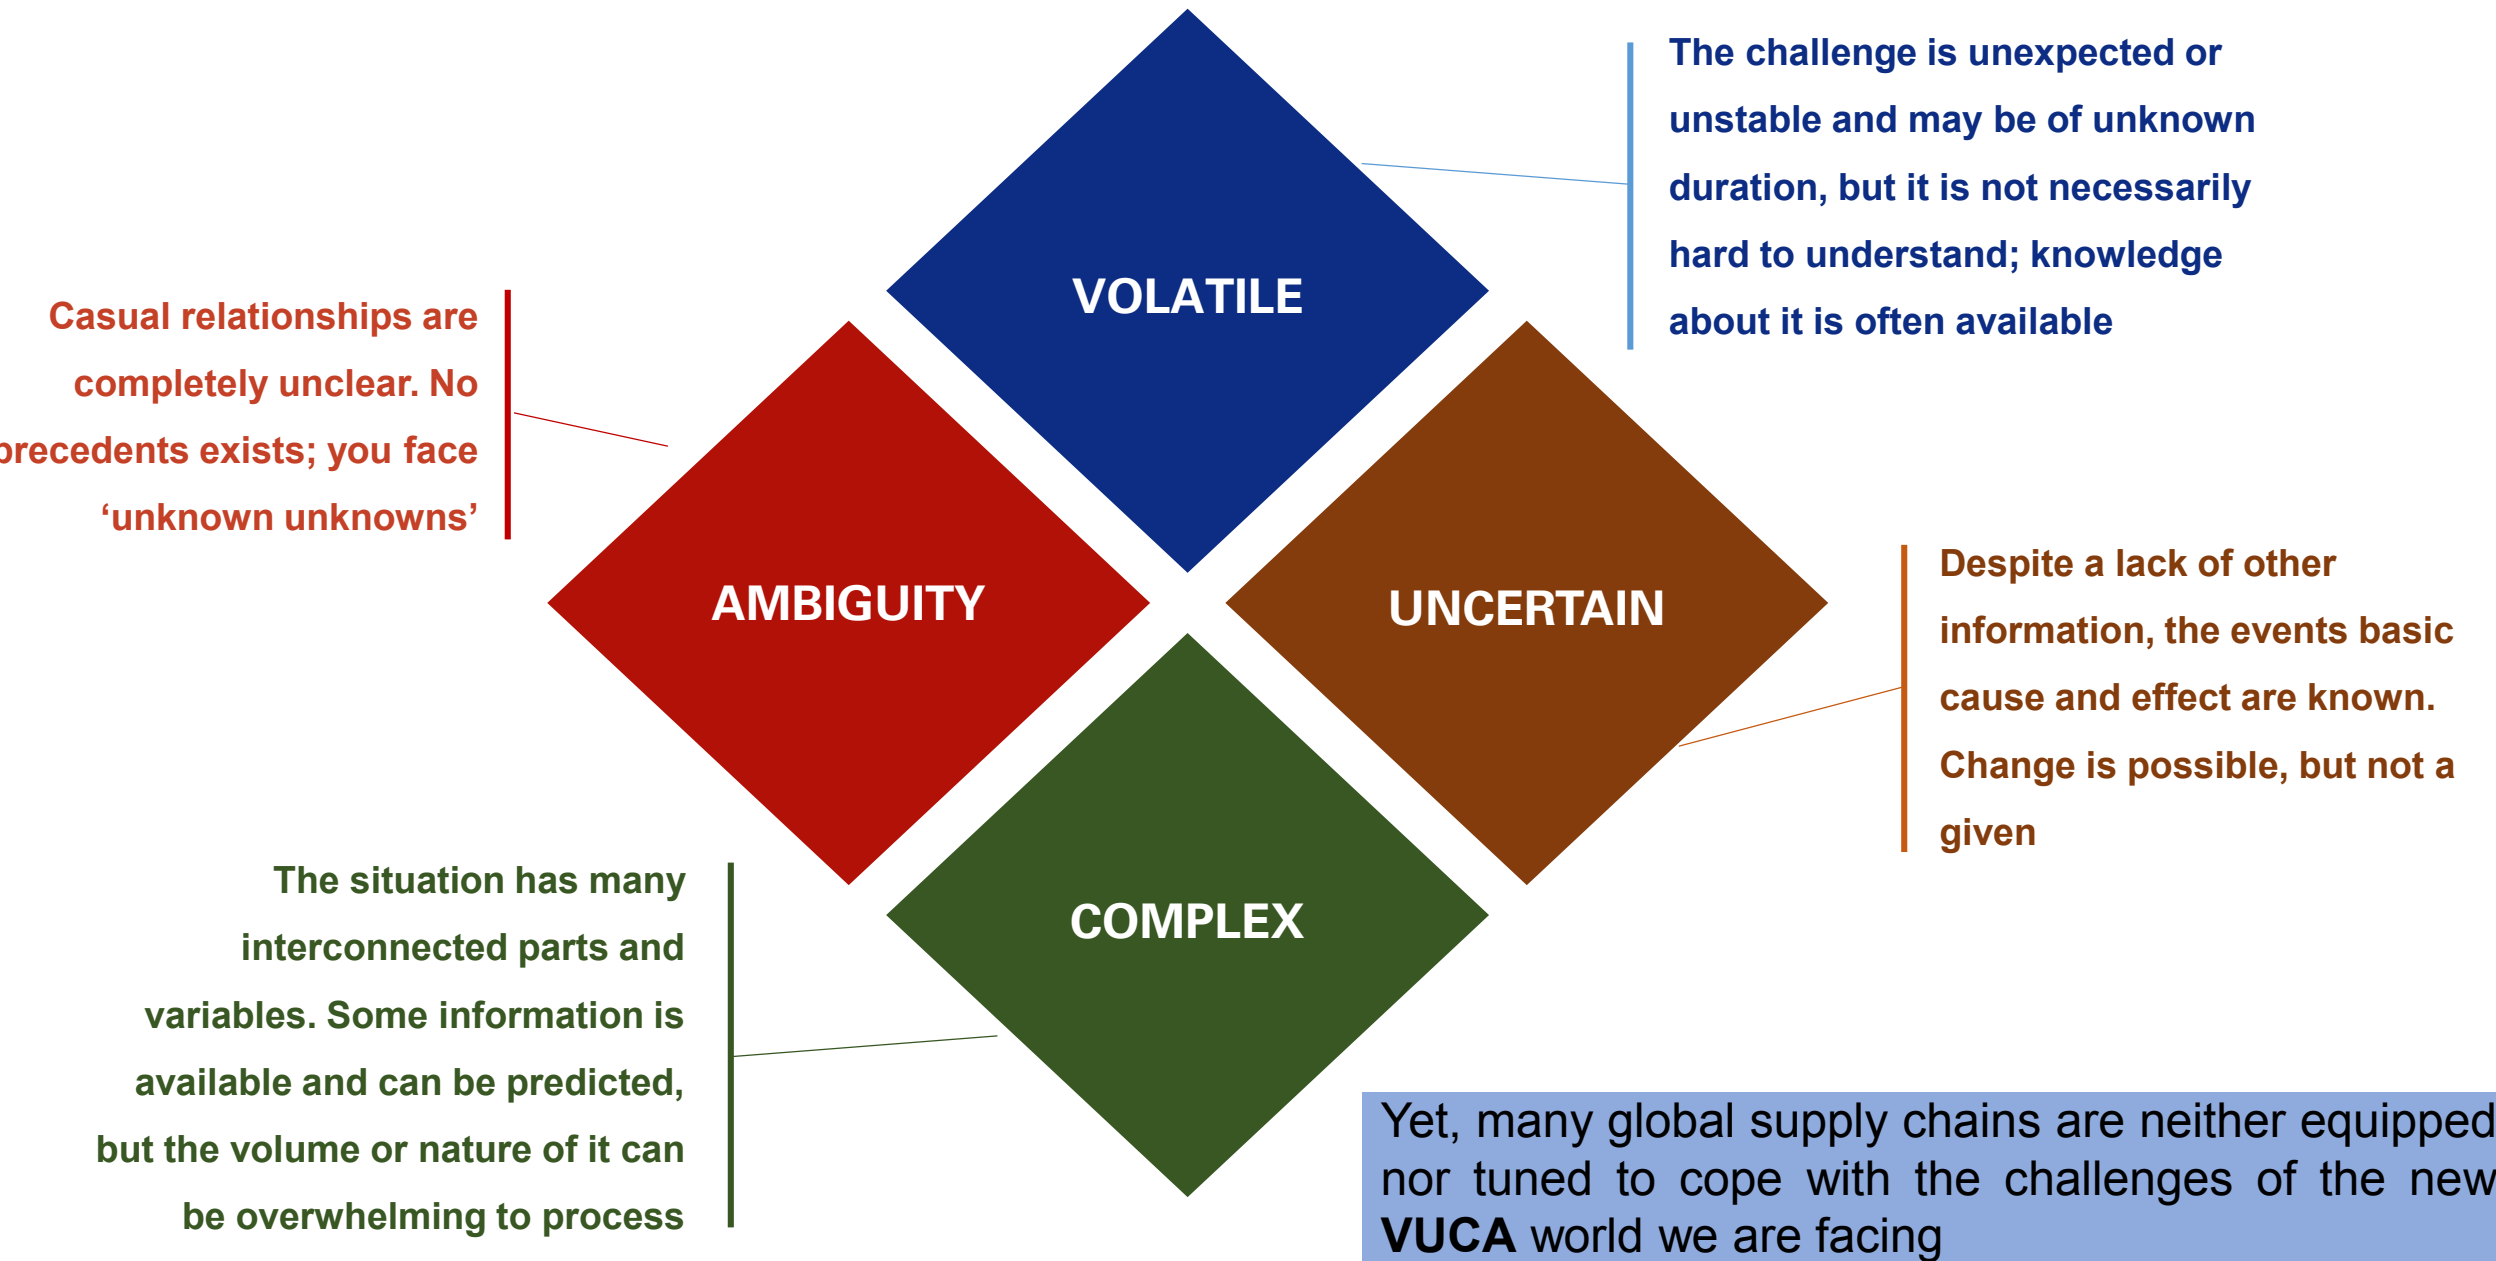 VOLATILE
The challenge is unexpected or
unstable and may be of unknown
duration, but it is not necessarily
hard to understand; knowledge
about it is often available
Casual relationships are
completely unclear. No
precedents exists; you face
‘unknown unknowns’
AMBIGUITY
UNCERTAIN
Despite a lack of other
information, the events basic
cause and effect are known.
Change is possible, but not a
given
The situation has many
interconnected parts and
variables. Some information is
available and can be predicted,
but the volume or nature of it can
be overwhelming to process
COMPLEX
Yet, many global supply chains are neither equipped
nor tuned to cope with the challenges of the new
VUCA world we are facing